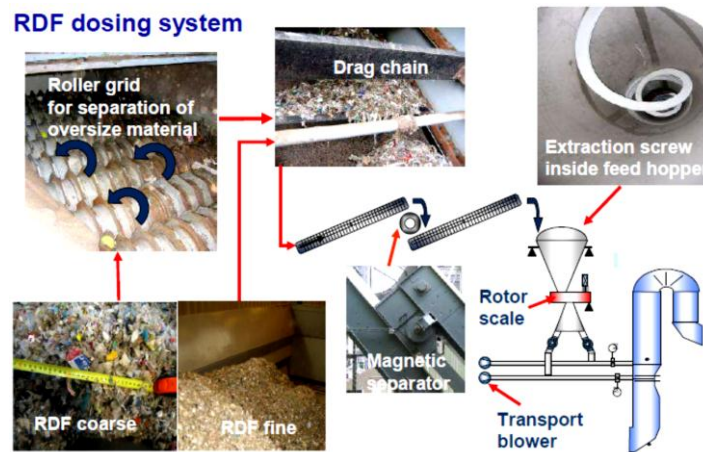 RDF dosing system
Roller grid
for separation of
oversize material
Drag chain
Extraction screw
inside feed hopper
Rotor
scale
Magnetic
separator
RDF coarse
RDF fine
Transport
blower